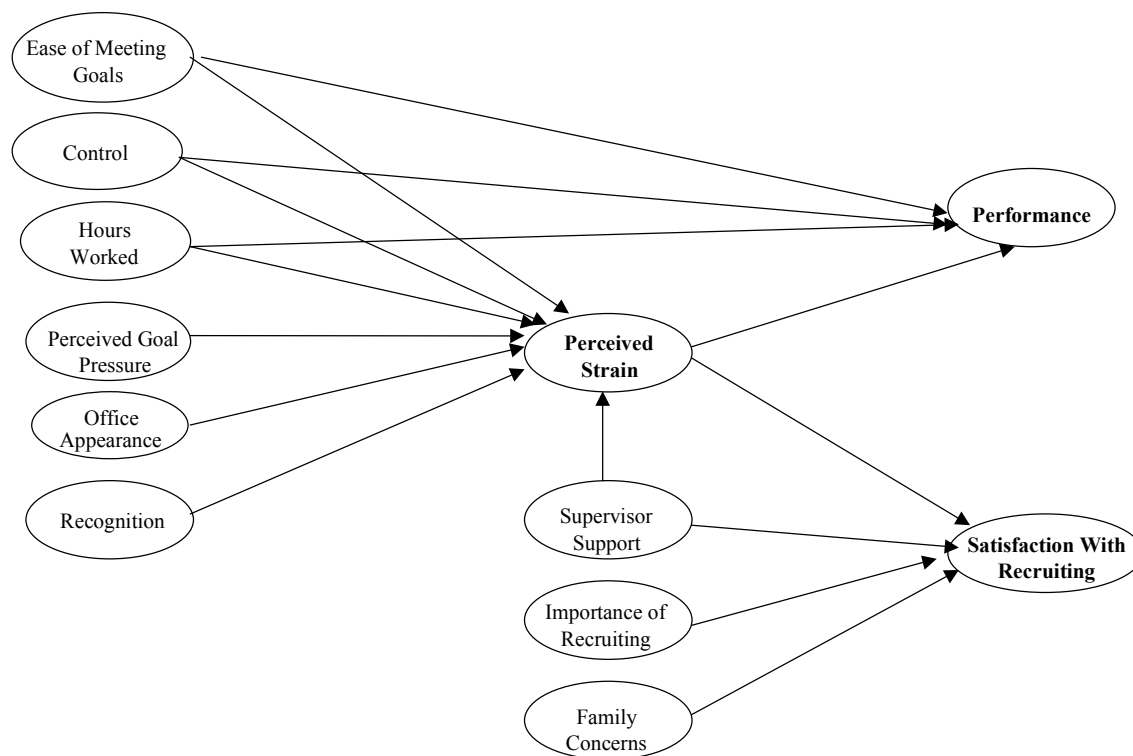 Ease of Meeting
Goals
Control
Hours
Worked
Perceived Goal
Pressure
Office
Appearance
Recognition
Perceived
Strain
Supervisor
Support
Importance of
Recruiting
Family
Concerns
Performance
Satisfaction With
Recruiting